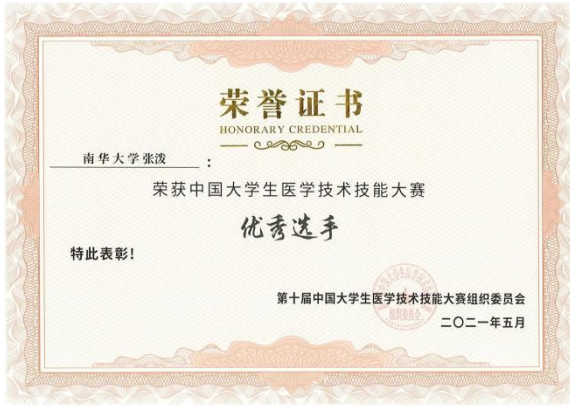 荣誉证书
HONORARY CREDENTIAL
南华大学张泼：
荣获中国大学生医学技术技能大赛
优秀选手
特此表彰！
第十届中国大学生医学技术技能大赛组织委员会
二〇二一年五月